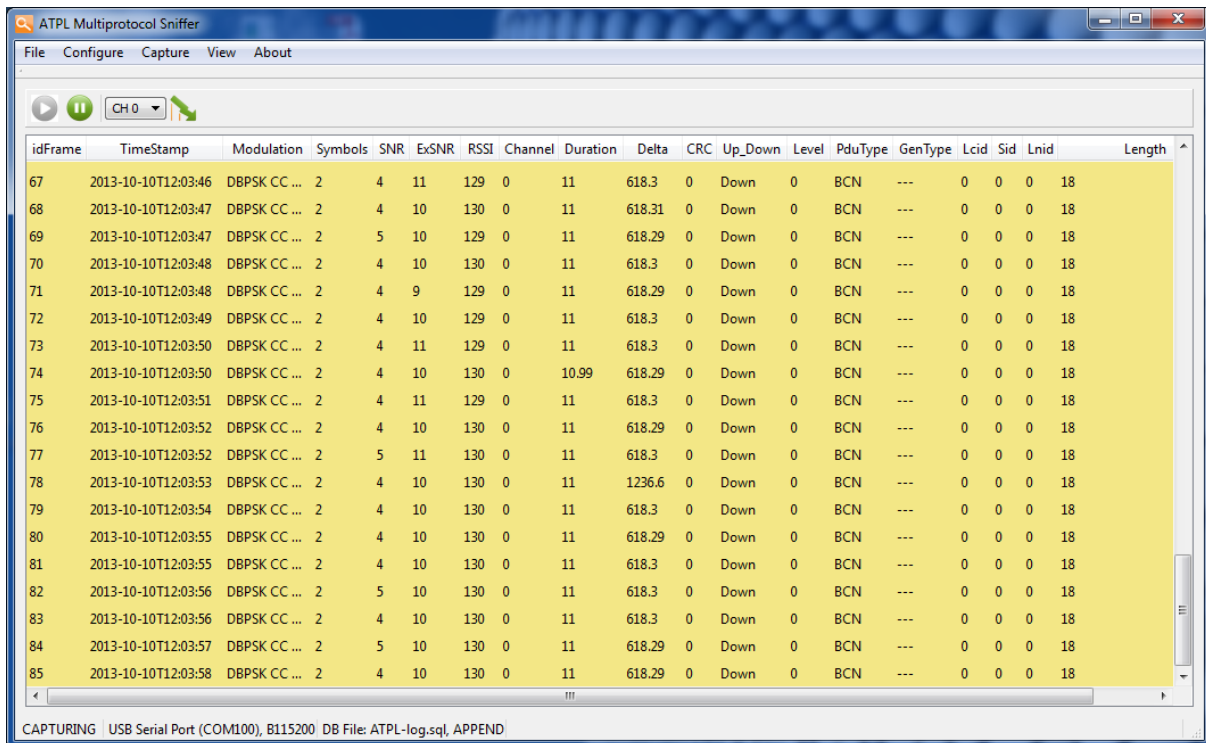 ATPL Multiprotocol Sniffer
File Configure Capture View About
CH 0
idFrame TimeStamp Modulation Symbols SNR ExSNR RSSI Channel Duration Delta CRC Up_Down Level PduType GenType Lcid Sid Lnid Length
67 2013-10-10T12:03:46 DBPSK CC ... 2 4 11 129 0 11 618.3 0 Down 0 BCN --- 0 0 0 18
68 2013-10-10T12:03:47 DBPSK CC ... 2 4 10 130 0 11 618.31 0 Down 0 BCN --- 0 0 0 18
69 2013-10-10T12:03:47 DBPSK CC ... 2 5 10 129 0 11 618.29 0 Down 0 BCN --- 0 0 0 18
70 2013-10-10T12:03:48 DBPSK CC ... 2 4 10 130 0 11 618.3 0 Down 0 BCN --- 0 0 0 18
71 2013-10-10T12:03:48 DBPSK CC ... 2 4 9 129 0 11 618.29 0 Down 0 BCN --- 0 0 0 18
72 2013-10-10T12:03:49 DBPSK CC ... 2 4 10 129 0 11 618.3 0 Down 0 BCN --- 0 0 0 18
73 2013-10-10T12:03:50 DBPSK CC ... 2 4 11 129 0 11 618.3 0 Down 0 BCN --- 0 0 0 18
74 2013-10-10T12:03:50 DBPSK CC ... 2 4 10 130 0 10.99 618.29 0 Down 0 BCN --- 0 0 0 18
75 2013-10-10T12:03:51 DBPSK CC ... 2 4 11 129 0 11 618.3 0 Down 0 BCN --- 0 0 0 18
76 2013-10-10T12:03:52 DBPSK CC ... 2 4 10 130 0 11 618.29 0 Down 0 BCN --- 0 0 0 18
77 2013-10-10T12:03:52 DBPSK CC ... 2 5 11 130 0 11 618.3 0 Down 0 BCN --- 0 0 0 18
78 2013-10-10T12:03:53 DBPSK CC ... 2 4 10 130 0 11 1236.6 0 Down 0 BCN --- 0 0 0 18
79 2013-10-10T12:03:54 DBPSK CC ... 2 4 10 130 0 11 618.3 0 Down 0 BCN --- 0 0 0 18
80 2013-10-10T12:03:55 DBPSK CC ... 2 4 10 130 0 11 618.29 0 Down 0 BCN --- 0 0 0 18
81 2013-10-10T12:03:55 DBPSK CC ... 2 4 10 130 0 11 618.3 0 Down 0 BCN --- 0 0 0 18
82 2013-10-10T12:03:56 DBPSK CC ... 2 5 10 130 0 11 618.3 0 Down 0 BCN --- 0 0 0 18
83 2013-10-10T12:03:56 DBPSK CC ... 2 4 10 130 0 11 618.3 0 Down 0 BCN --- 0 0 0 18
84 2013-10-10T12:03:57 DBPSK CC ... 2 5 10 130 0 11 618.29 0 Down 0 BCN --- 0 0 0 18
85 2013-10-10T12:03:58 DBPSK CC ... 2 4 10 130 0 11 618.29 0 Down 0 BCN --- 0 0 0 18
CAPTURING USB Serial Port (COM100), B115200 DB File: ATPL-log.sql, APPEND